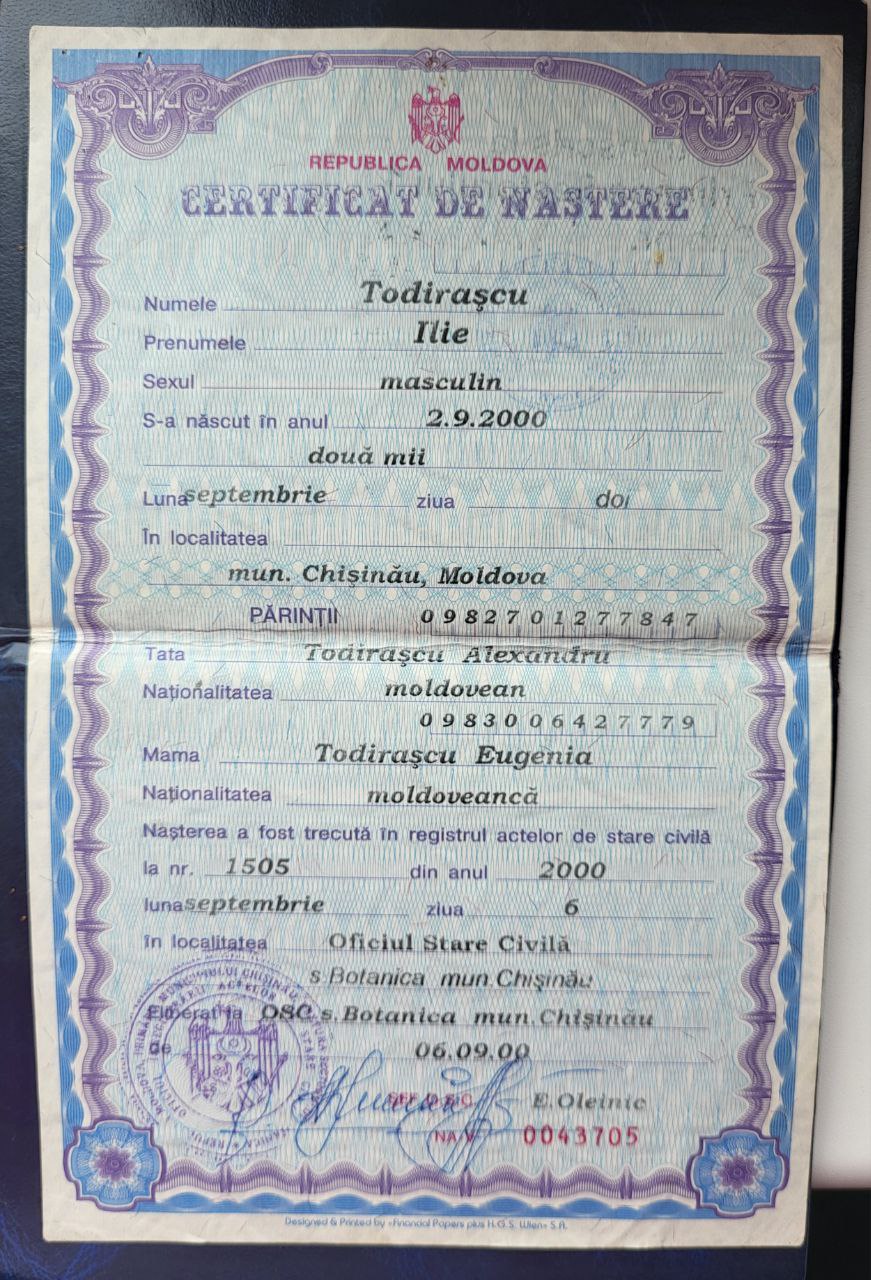 REPUBLICA MOLDOVA
CERTIFICAT DE NAŞTERE
Numele Todiraşcu
Prenumele Ilie
Sexul masculin
S-a născut în anul 2.9.2000
două mii
Luna septembrie ziua doi
În localitatea
mun. Chişinău, Moldova
PĂRINŢII 0982701277847
Tata Todiraşcu Alexandru
Naţionalitatea moldovean
0983006427779
Mama Todiraşcu Eugenia
Naţionalitatea moldoveancă
Naşterea a fost trecută în registrul actelor de stare civilă
la nr. 1505 din anul 2000
luna septembrie ziua 6
în localitatea Oficiul Stare Civilă
s.Botanica mun.Chişinău
Eliberat la OSC s.Botanica mun.Chişinău
de 06.09.00
E.Oleinic
NA-V 0043705
Designed & Printed by «Financial Papers plus H.G.S. Wien» S.A.